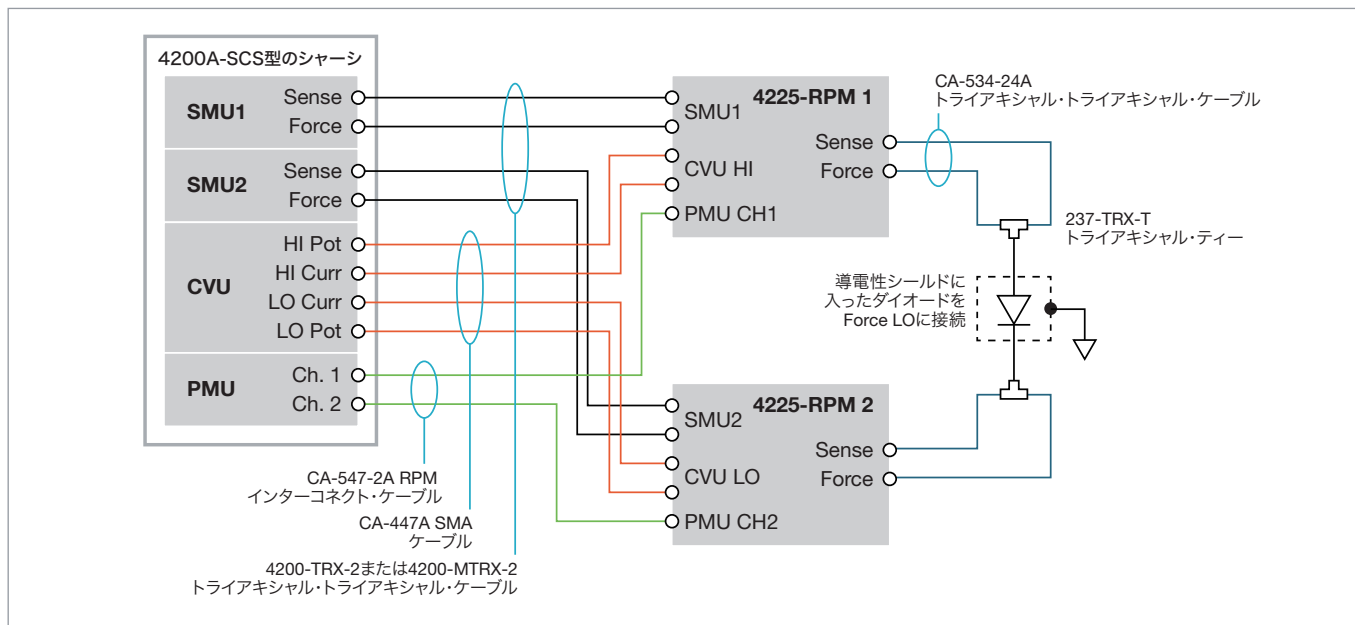 4200A-SCS型のシャーシ
SMU1
Sense
Force
SMU2
Sense
Force
CVU
HI Pot
HI Curr
LO Curr
LO Pot
PMU
Ch. 1
Ch. 2
CA-547-2A RPM
インターコネクト・ケーブル
CA-447A SMA
ケーブル
4200-TRX-2または4200-MTRX-2
トライアキシャル・トライアキシャル・ケーブル
4225-RPM 1
SMU1
CVU HI
PMU CH1
Sense
Force
CA-534-24A
トライアキシャル・トライアキシャル・ケーブル
237-TRX-T
トライアキシャル・ティー
導電性シールドに
入ったダイオードを
Force LOに接続
4225-RPM 2
SMU2
CVU LO
PMU CH2
Sense
Force